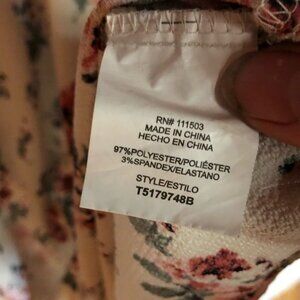 RN# 111503
MADE IN CHINA
HECHO EN CHINA
97%POLYESTER/POLIÉSTER
3%SPANDEX/ELASTANO
STYLE/ESTILO
T5179748B